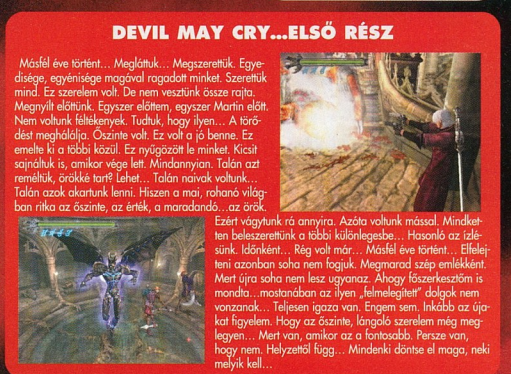 DEVIL MAY CRY...ELSŐ RÉSZ
Másfél éve történt... Megláttuk... Megszerettük. Egye-
disége, egyénisége magával ragadott minket. Szerettük
mind. Ez szerelem volt. De nem vesztünk össze rajta.
Megnyílt előttünk. Egyszer előttem, egyszer Martin előtt.
Nem voltunk féltékenyek. Tudtuk, hogy ilyen... A törő-
dést meghálálja. Őszinte volt. Ez volt a jó benne. Ez
emelte ki a többi közül. Ez nyűgözött le minket. Kicsit
sajnáltuk is, amikor vége lett. Mindannyian. Talán azt
reméltük, örökké tart? Lehet... Talán naivak voltunk...
Talán azok akartunk lenni. Hiszen a mai, rohanó világ-
ban ritka az őszinte, az érték, a maradandó...az örök.
Ezért vágytunk rá annyira. Azóta voltunk mással. Mindket-
ten beleszerettünk a többi különlegesbe... Hasonló az ízlé-
sünk. Időnként... Rég volt már... Másfél éve történt... Elfelej-
teni azonban soha nem fogjuk. Megmarad szép emlékként.
Mert újra soha nem lesz ugyanaz. Ahogy főszerkesztőm is
mondta...mostanában az ilyen „felmelegített" dolgok nem
vonzanak... Teljesen igaza van. Engem sem. Inkább az úja-
kat figyelem. Hogy az őszinte, lángoló szerelem még meg-
legyen... Mert van, amikor az a fontosabb. Persze van,
hogy nem. Helyzettől függ... Mindenki döntse el maga, neki
melyik kell...